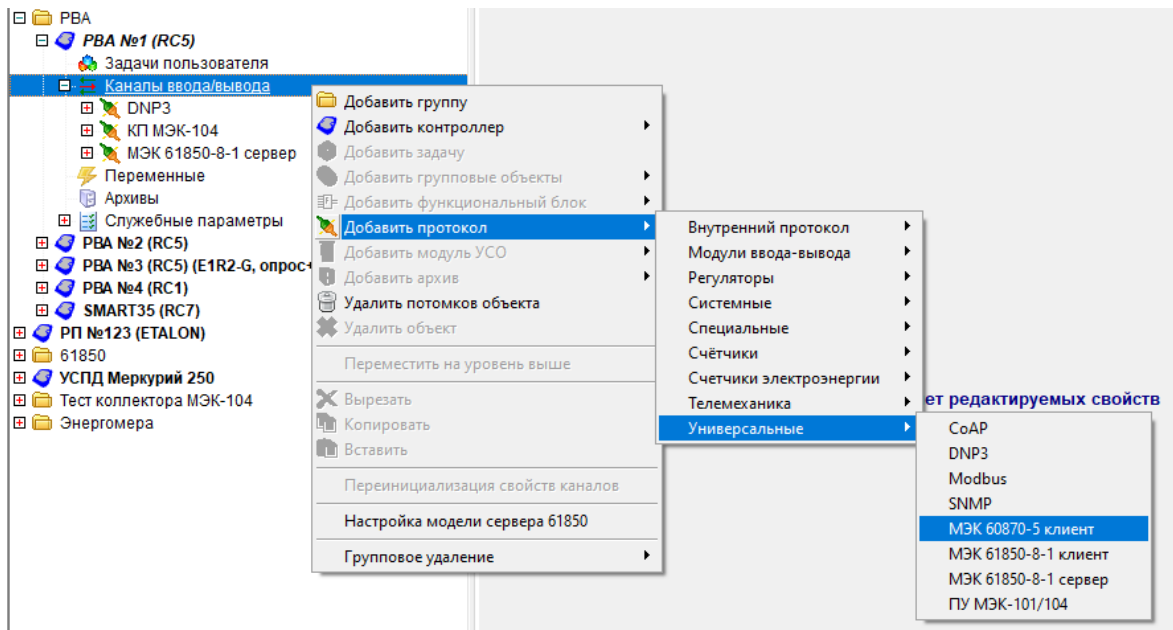 РВА
РВА №1 (RC5)
Задачи пользователя
Каналы ввода/вывода
DNP3
КП МЭК-104
МЭК 61850-8-1 сервер
Переменные
Архивы
Служебные параметры
РВА №2 (RC5)
РВА №3 (RC5) (E1R2-G, опрос+
РВА №4 (RC1)
SMART35 (RC7)
РП №123 (ETALON)
61850
УСПД Меркурий 250
Тест коллектора МЭК-104
Энергомера
Добавить группу
Добавить контроллер
Добавить задачу
Добавить групповые объекты
Добавить функциональный блок
Добавить протокол
Добавить модуль УСО
Добавить архив
Удалить потомков объекта
Удалить объект
Переместить на уровень выше
Вырезать
Копировать
Вставить
Переинициализация свойств каналов
Настройка модели сервера 61850
Групповое удаление
Внутренний протокол
Модули ввода-вывода
Регуляторы
Системные
Специальные
Счётчики
Счетчики электроэнергии
Телемеханика
Универсальные
ет редактируемых свойств
CoAP
DNP3
Modbus
SNMP
МЭК 60870-5 клиент
МЭК 61850-8-1 клиент
МЭК 61850-8-1 сервер
ПУ МЭК-101/104